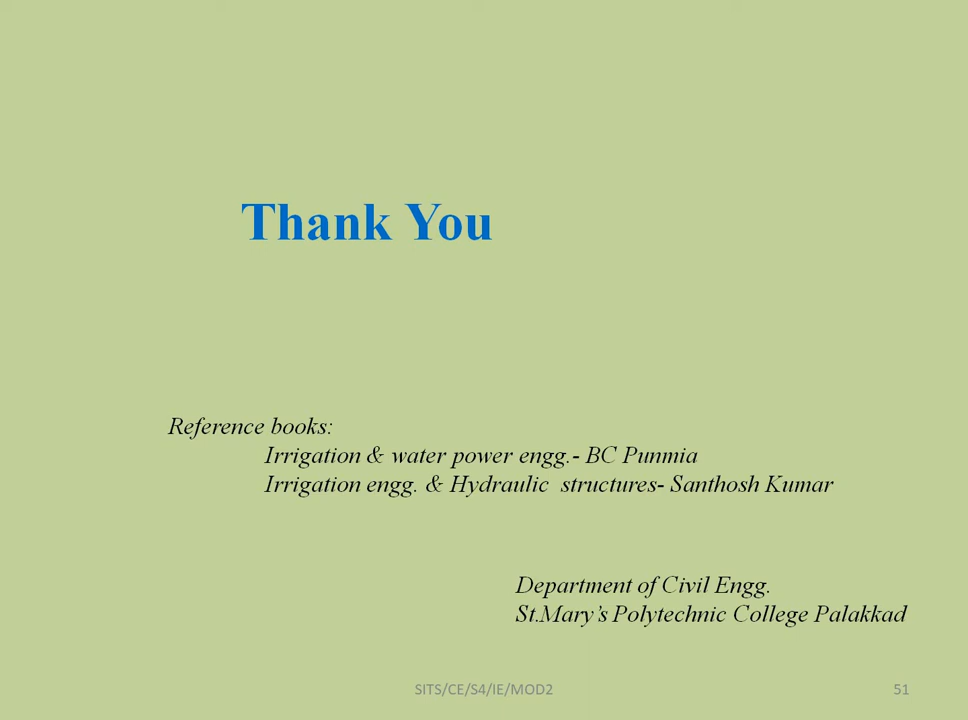 Thank You
Reference books:
Irrigation & water power engg.- BC Punmia
Irrigation engg. & Hydraulic structures- Santhosh Kumar
Department of Civil Engg.
St.Mary’s Polytechnic College Palakkad
SITS/CE/S4/IE/MOD2
51